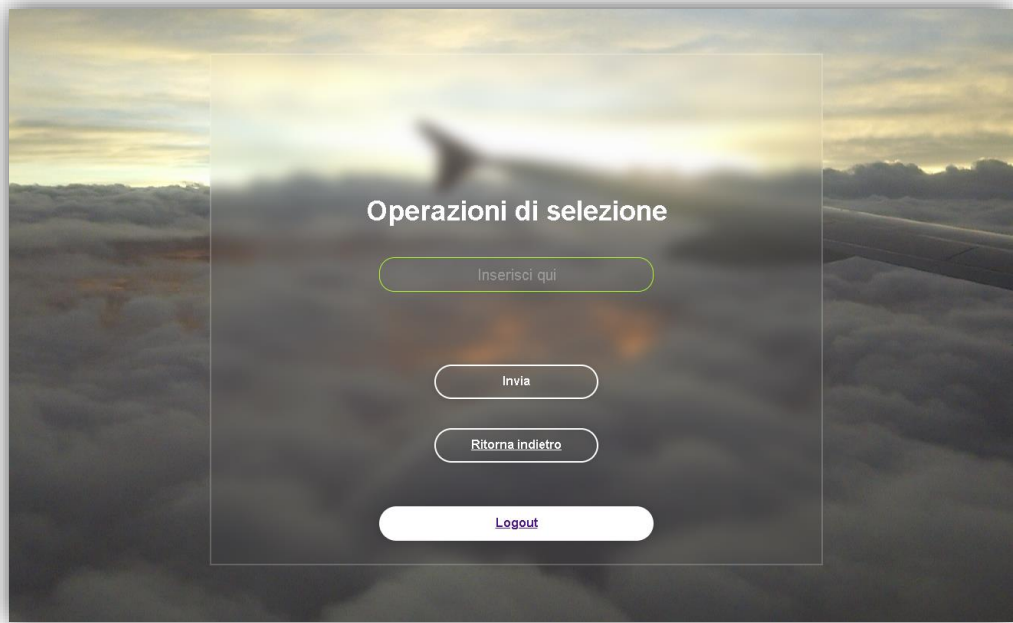 Operazioni di selezione
Inserisci qui
Invia
Ritorna indietro
Logout